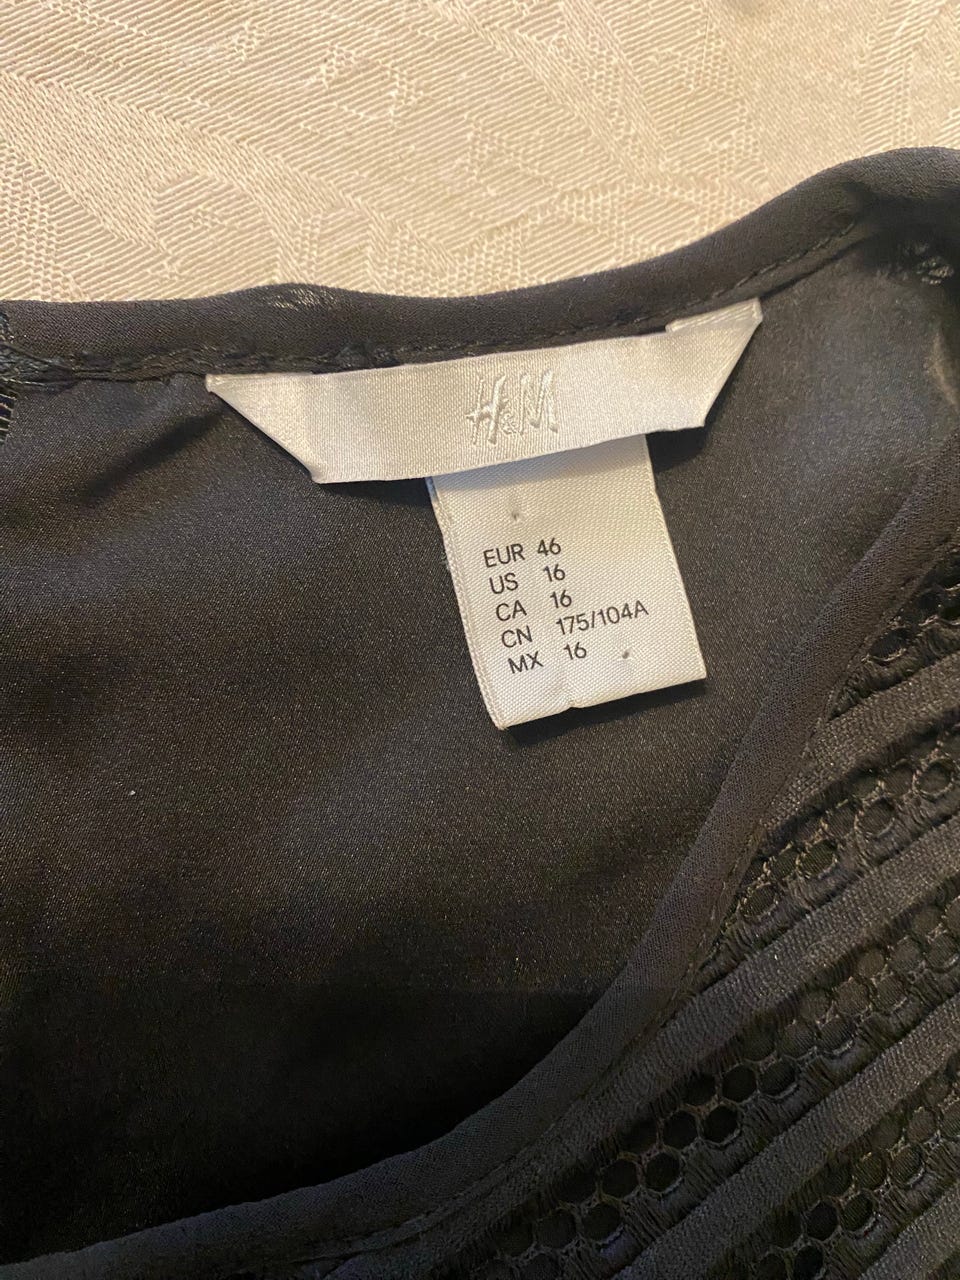 H&M
EUR 46
US 16
CA 16
CN 175/104A
MX 16